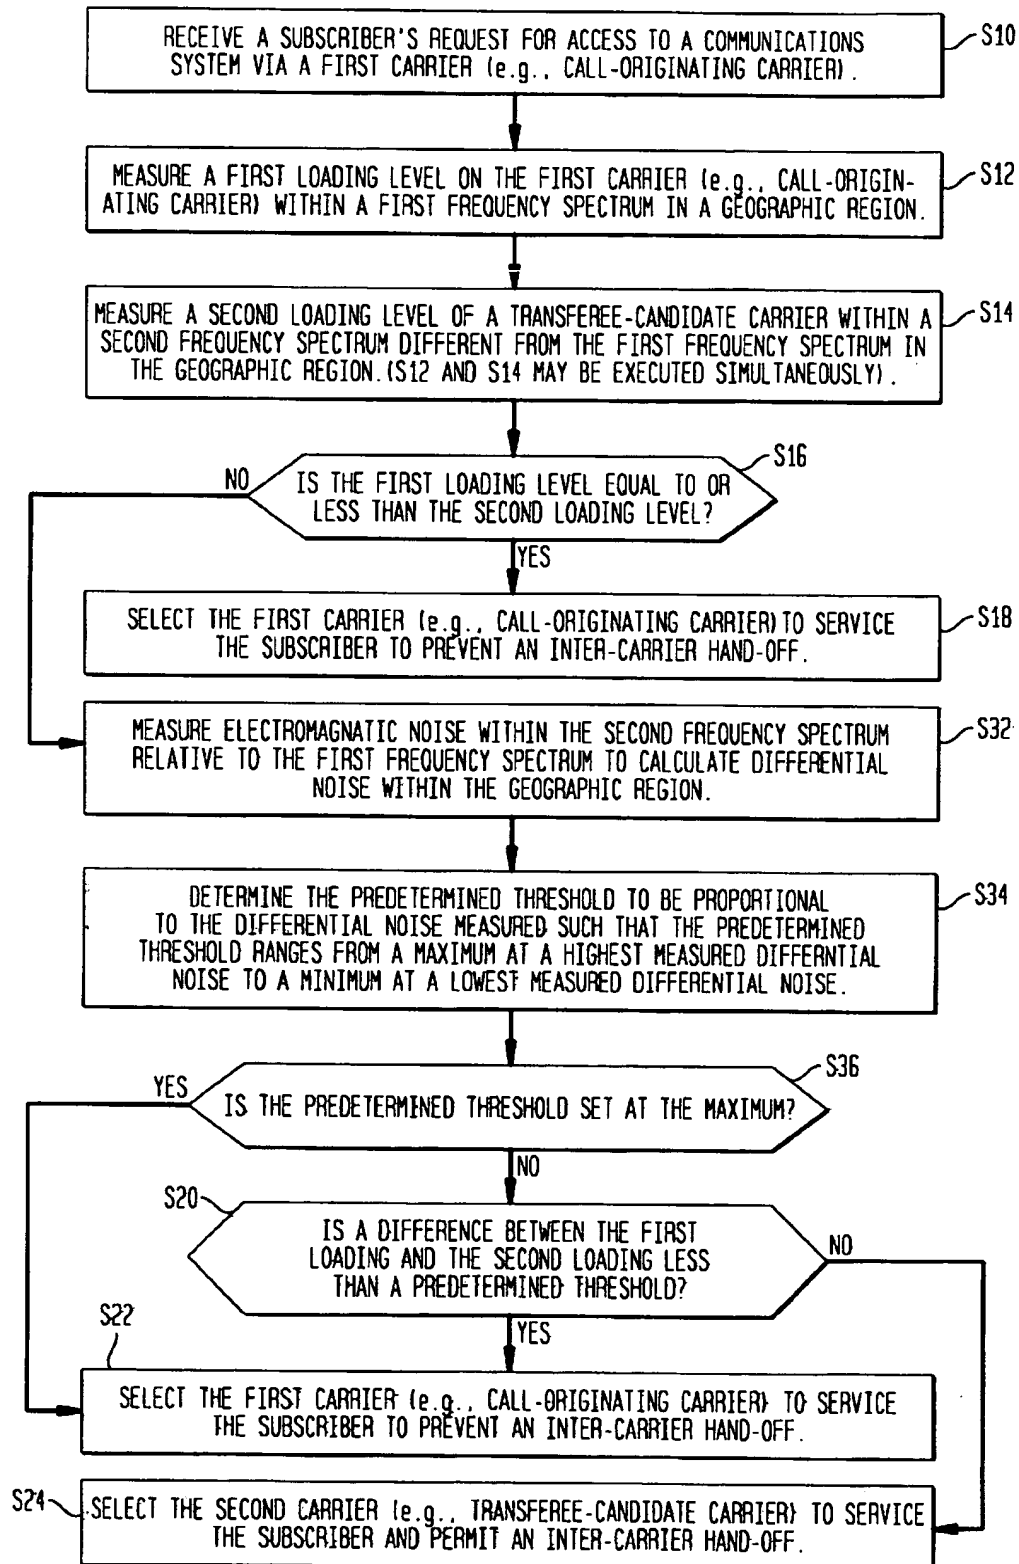 RECEIVE A SUBSCRIBER'S REQUEST FOR ACCESS TO A COMMUNICATIONS
SYSTEM VIA A FIRST CARRIER (e.g., CALL-ORIGINATING CARRIER).
S10
MEASURE A FIRST LOADING LEVEL ON THE FIRST CARRIER (e.g., CALL-ORIGIN-
ATING CARRIER) WITHIN A FIRST FREQUENCY SPECTRUM IN A GEOGRAPHIC REGION.
S12
MEASURE A SECOND LOADING LEVEL OF A TRANSFEREE-CANDIDATE CARRIER WITHIN A
SECOND FREQUENCY SPECTRUM DIFFERENT FROM THE FIRST FREQUENCY SPECTRUM IN
THE GEOGRAPHIC REGION.(S12 AND S14 MAY BE EXECUTED SIMULTANEOUSLY).
S14
S16
NO
IS THE FIRST LOADING LEVEL EQUAL TO OR
LESS THAN THE SECOND LOADING LEVEL?
YES
SELECT THE FIRST CARRIER (e.g., CALL-ORIGINATING CARRIER)TO SERVICE
THE SUBSCRIBER TO PREVENT AN INTER-CARRIER HAND-OFF.
S18
MEASURE ELECTROMAGNETIC NOISE WITHIN THE SECOND FREQUENCY SPECTRUM
RELATIVE TO THE FIRST FREQUENCY SPECTRUM TO CALCULATE DIFFERENTIAL
NOISE WITHIN THE GEOGRAPHIC REGION.
S32
DETERMINE THE PREDETERMINED THRESHOLD TO BE PROPORTIONAL
TO THE DIFFERENTIAL NOISE MEASURED SUCH THAT THE PREDETERMINED
THRESHOLD RANGES FROM A MAXIMUM AT A HIGHEST MEASURED DIFFERNTIAL
NOISE TO A MINIMUM AT A LOWEST MEASURED DIFFERENTIAL NOISE.
S34
S36
YES
IS THE PREDETERMINED THRESHOLD SET AT THE MAXIMUM?
NO
S20
IS A DIFFERENCE BETWEEN THE FIRST
LOADING AND THE SECOND LOADING LESS
THAN A PREDETERMINED THRESHOLD?
NO
YES
S22
SELECT THE FIRST CARRIER (e.g., CALL-ORIGINATING CARRIER) TO SERVICE
THE SUBSCRIBER TO PREVENT AN INTER-CARRIER HAND-OFF.
S24
SELECT THE SECOND CARRIER (e.g., TRANSFEREE-CANDIDATE CARRIER) TO SERVICE
THE SUBSCRIBER AND PERMIT AN INTER-CARRIER HAND-OFF.